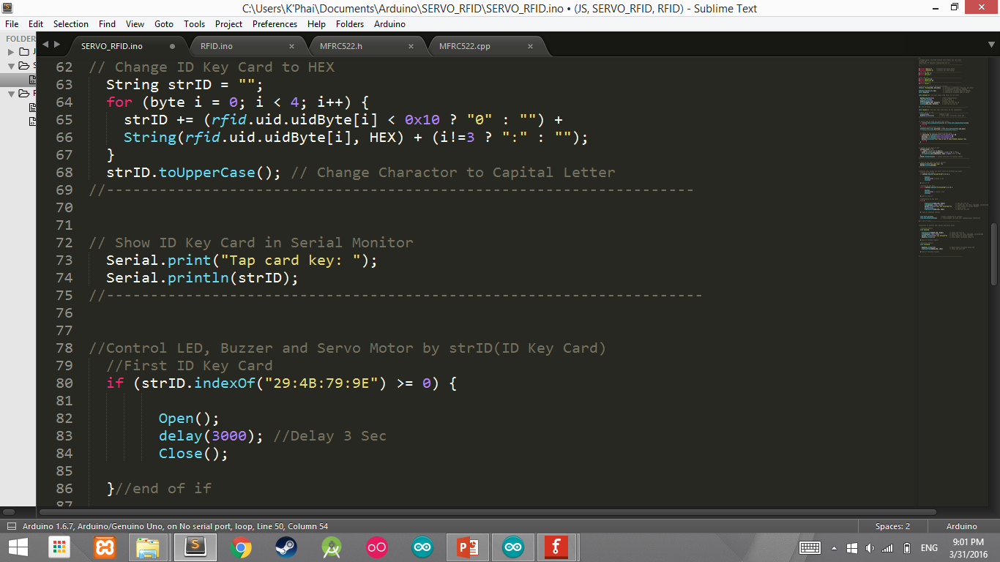 C:\Users\K'Phai\Documents\Arduino\SERVO_RFID\SERVO_RFID.ino • (JS, SERVO_RFID, RFID) - Sublime Text
File Edit Selection Find View Goto Tools Project Preferences Help Folders Arduino
FOLDER
SERVO_RFID.ino
RFID.ino
MFRC522.h
MFRC522.cpp
62 // Change ID Key Card to HEX
63 String strID = "";
64 for (byte i = 0; i < 4; i++) {
65 strID += (rfid.uid.uidByte[i] < 0x10 ? "0" : "") +
66 String(rfid.uid.uidByte[i], HEX) + (i!=3 ? ":" : "");
67 }
68 strID.toUpperCase(); // Change Charactor to Capital Letter
69 //-------------------------------------------------------------------
70
71
72 // Show ID Key Card in Serial Monitor
73 Serial.print("Tap card key: ");
74 Serial.println(strID);
75 //--------------------------------------------------------------------
76
77
78 //Control LED, Buzzer and Servo Motor by strID(ID Key Card)
79 //First ID Key Card
80 if (strID.indexOf("29:4B:79:9E") >= 0) {
81
82 Open();
83 delay(3000); //Delay 3 Sec
84 Close();
85
86 }//end of if
87
Arduino 1.6.7, Arduino/Genuino Uno, on No serial port, loop, Line 50, Column 54
Spaces: 2
Arduino
ENG
9:01 PM
3/31/2016